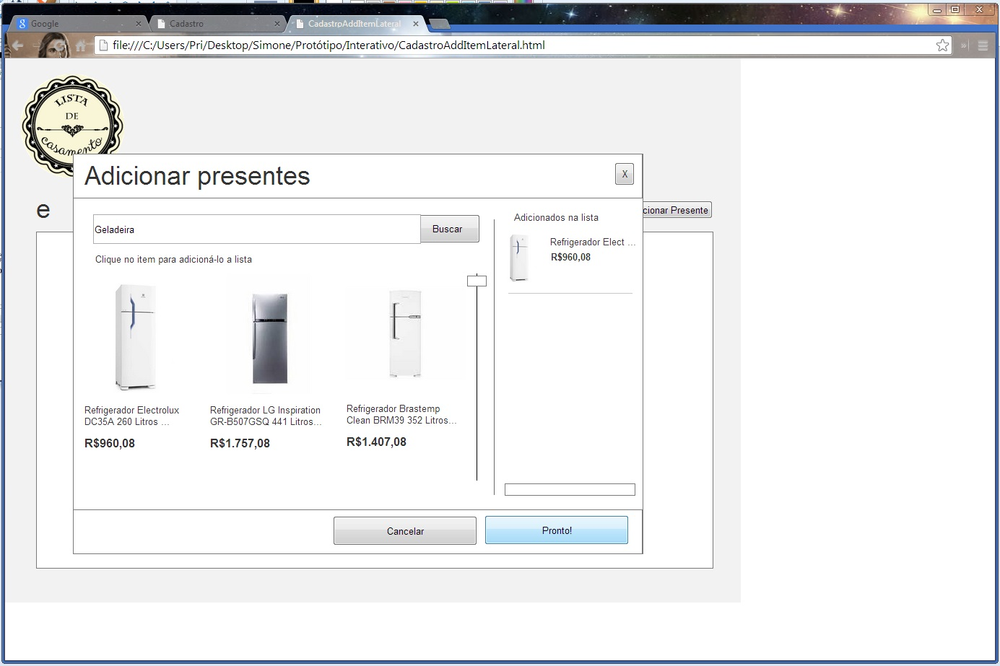 Google
Cadastro
CadastroAddItemLateral
file:///C:/Users/Pri/Desktop/Simone/Protótipo/Interativo/CadastroAddItemLateral.html
LISTA
DE
casamento
Adicionar presentes
X
e
cionar Presente
Geladeira
Buscar
Clique no item para adicioná-lo a lista
Refrigerador Electrolux
DC35A 260 Litros ...
R$960,08
Refrigerador LG Inspiration
GR-B507GSQ 441 Litros...
R$1.757,08
Refrigerador Brastemp
Clean BRM39 352 Litros...
R$1.407,08
Adicionados na lista
Refrigerador Elect ...
R$960,08
Cancelar
Pronto!